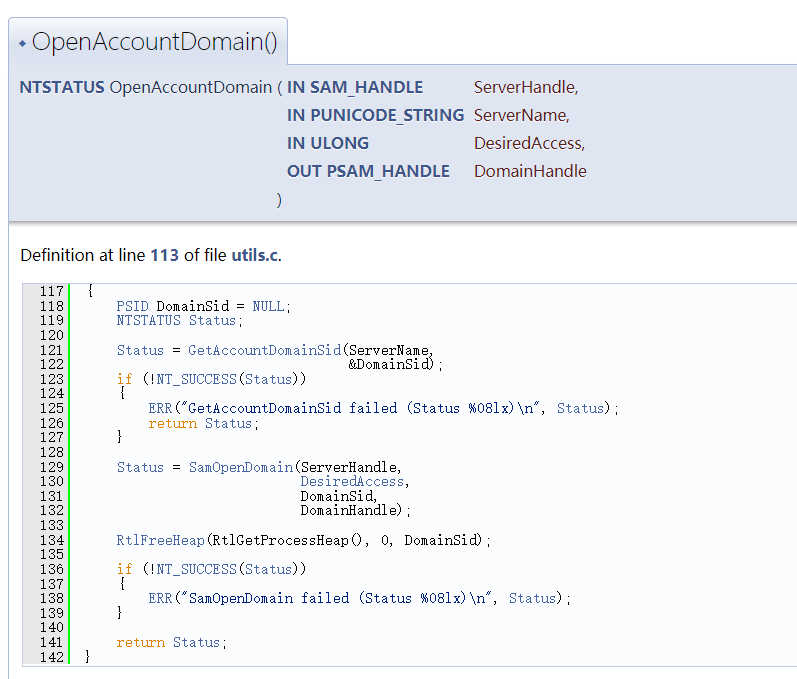 ◆ OpenAccountDomain()
NTSTATUS OpenAccountDomain ( IN SAM_HANDLE ServerHandle,
IN PUNICODE_STRING ServerName,
IN ULONG DesiredAccess,
OUT PSAM_HANDLE DomainHandle
)
Definition at line 113 of file utils.c.
117 {
118     PSID DomainSid = NULL;
119     NTSTATUS Status;
120
121     Status = GetAccountDomainSid(ServerName,
122                                  &DomainSid);
123     if (!NT_SUCCESS(Status))
124     {
125         ERR("GetAccountDomainSid failed (Status %08lx)\n", Status);
126         return Status;
127     }
128
129     Status = SamOpenDomain(ServerHandle,
130                            DesiredAccess,
131                            DomainSid,
132                            DomainHandle);
133
134     RtlFreeHeap(RtlGetProcessHeap(), 0, DomainSid);
135
136     if (!NT_SUCCESS(Status))
137     {
138         ERR("SamOpenDomain failed (Status %08lx)\n", Status);
139     }
140
141     return Status;
142 }